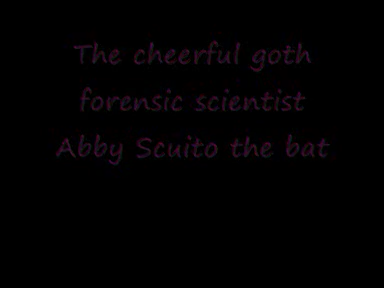 The cheerful goth
forensic scientist
Abby Scuito the bat